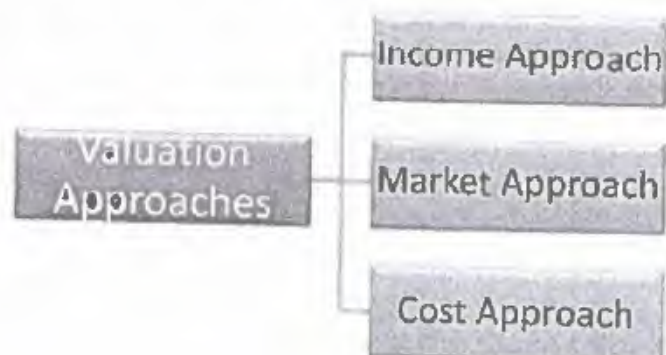 Valuation
Approaches
Income Approach
Market Approach
Cost Approach